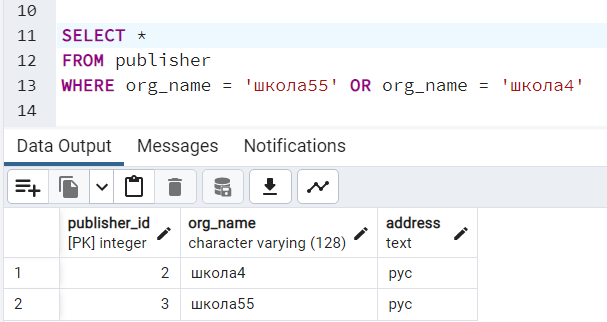 10
11 SELECT *
12 FROM publisher
13 WHERE org_name = 'школа55' OR org_name = 'школа4'
14
Data Output Messages Notifications
publisher_id org_name address
[PK] integer character varying (128) text
1 2 школа4 рус
2 3 школа55 рус